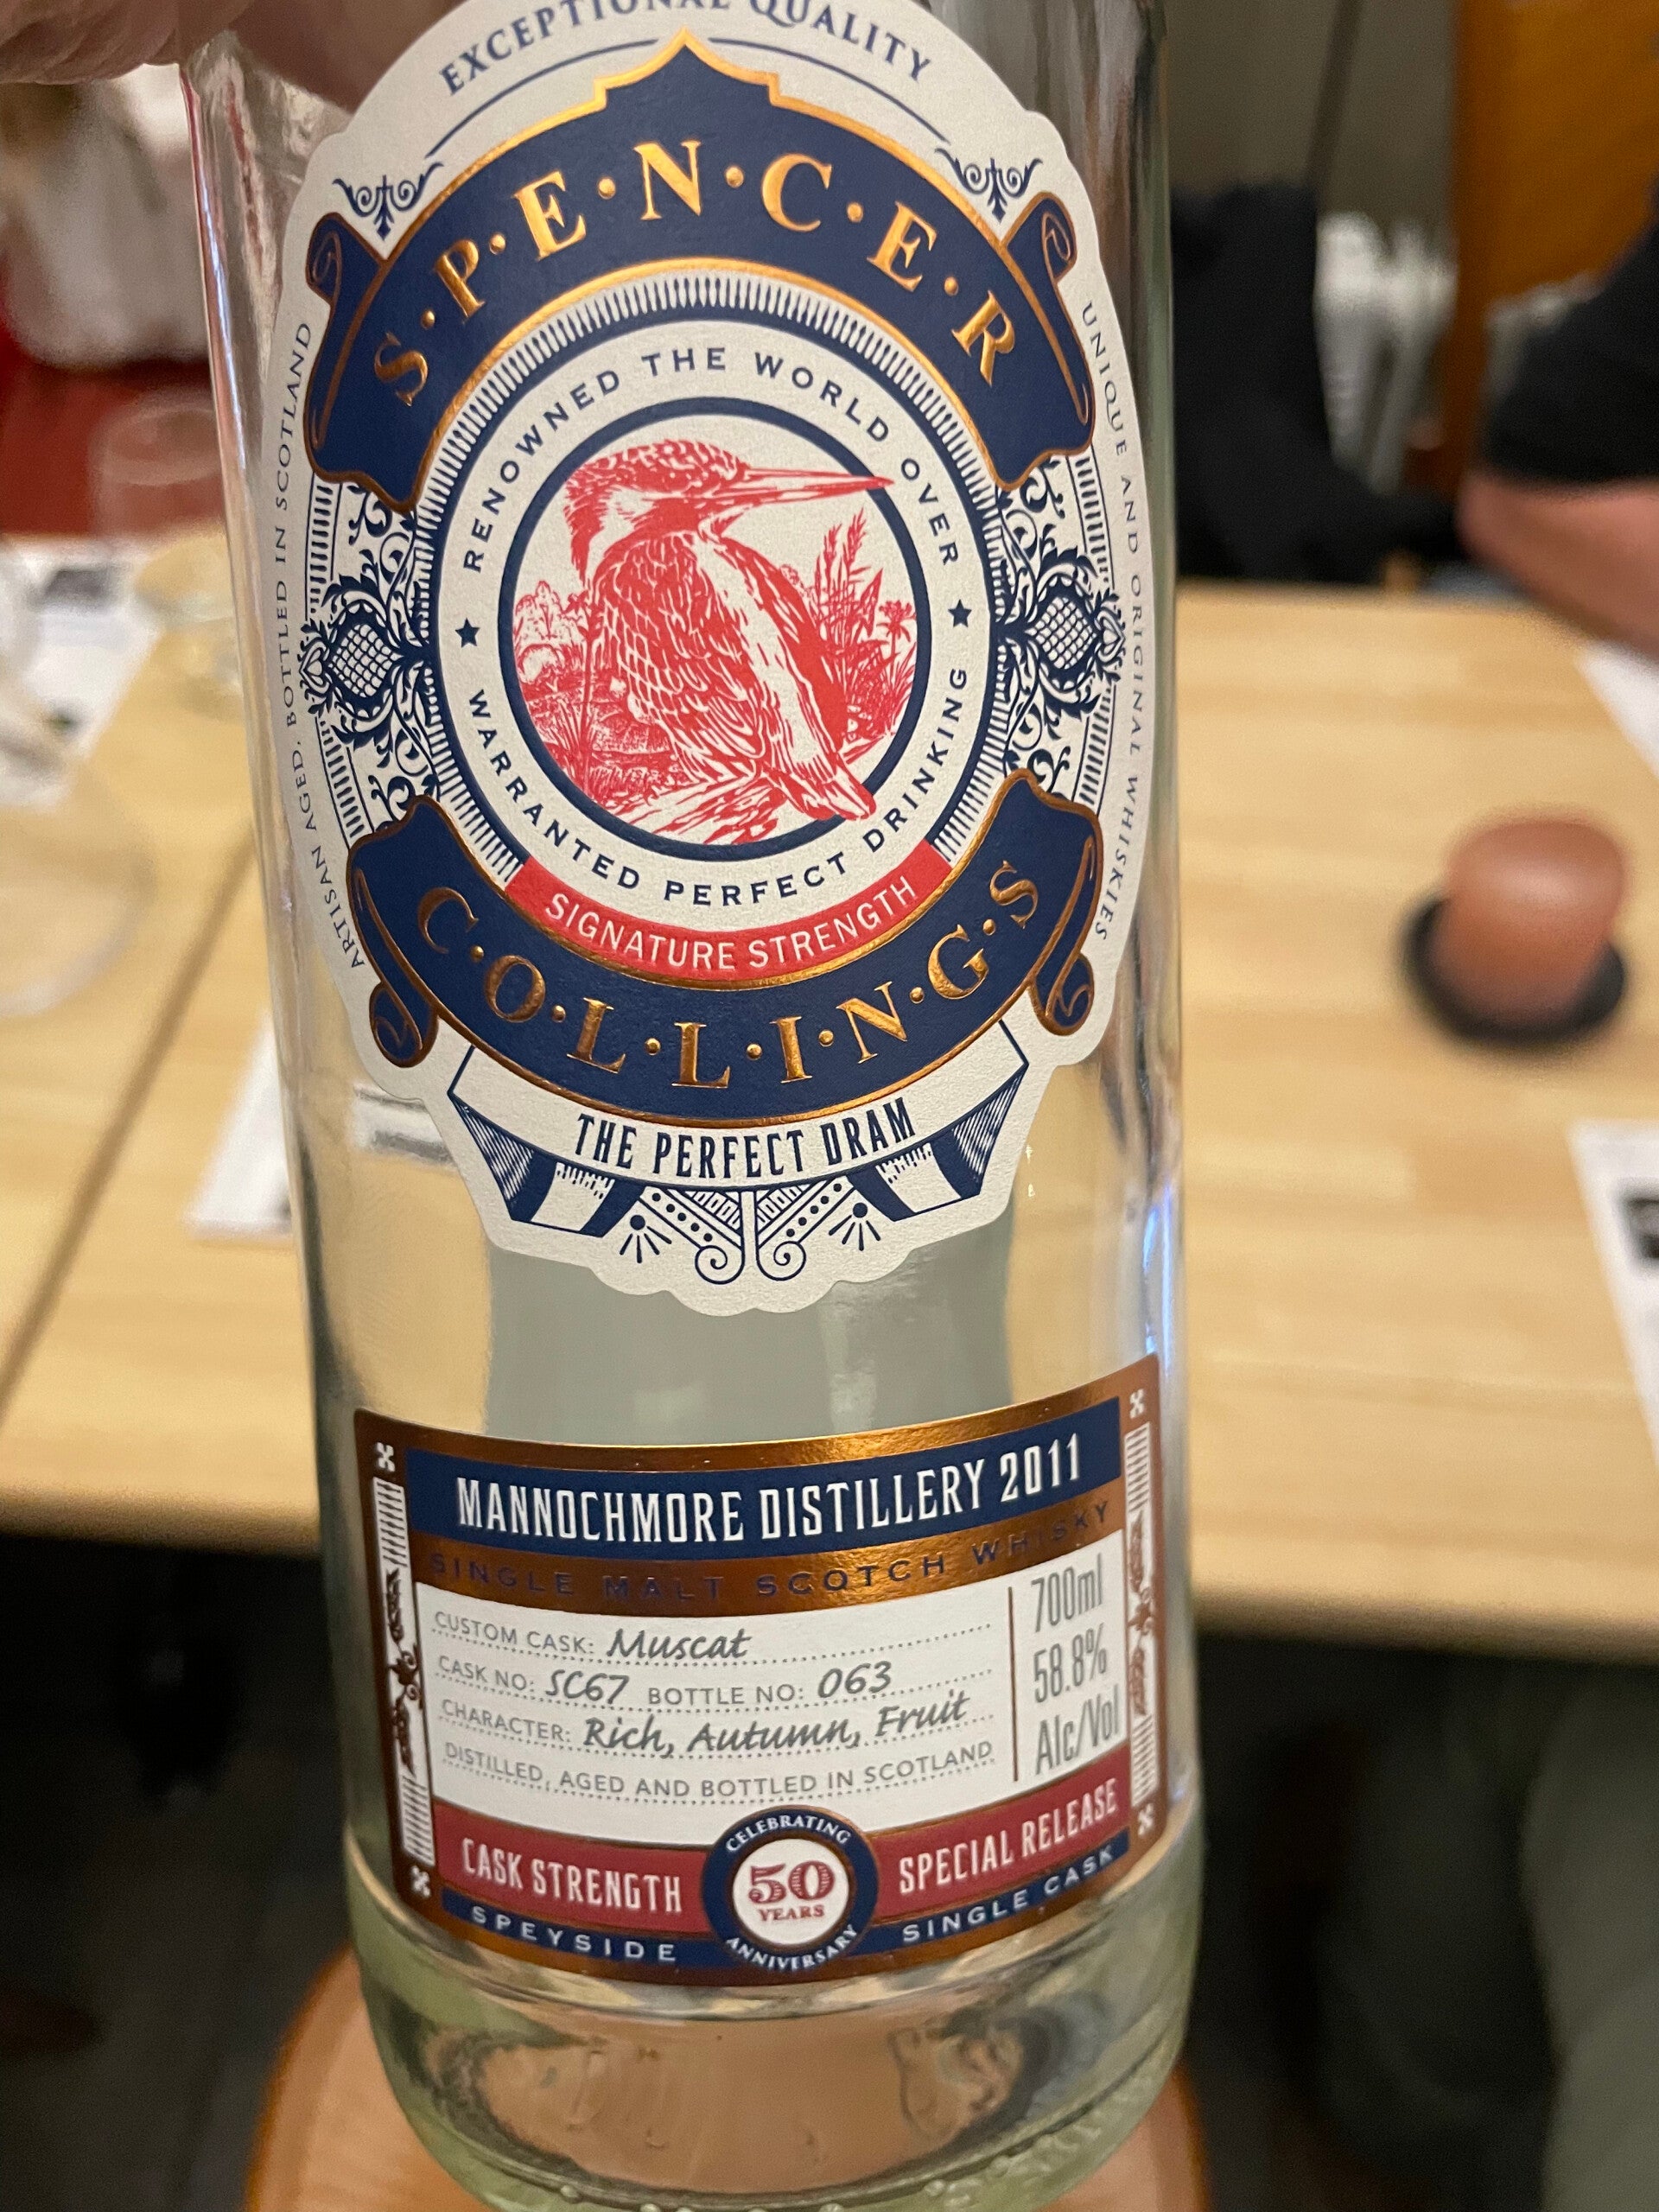 EXCEPTIONAL QUALITY
S·P·E·N·C·E·R
ARTISAN AGED, BOTTLED IN SCOTLAND
UNIQUE AND ORIGINAL WHISKIES
RENOWNED THE WORLD OVER
WARRANTED PERFECT DRINKING
SIGNATURE STRENGTH
C·O·L·L·I·N·G·S
THE PERFECT DRAM
MANNOCHMORE DISTILLERY 2011
SINGLE MALT SCOTCH WHISKY
CUSTOM CASK: Muscat
CASK NO: SC67 BOTTLE NO: 063
CHARACTER: Rich, Autumn, Fruit
DISTILLED, AGED AND BOTTLED IN SCOTLAND
700ml
58.8%
Alc/Vol
CASK STRENGTH
SPEYSIDE
CELEBRATING
50
YEARS
ANNIVERSARY
SPECIAL RELEASE
SINGLE CASK